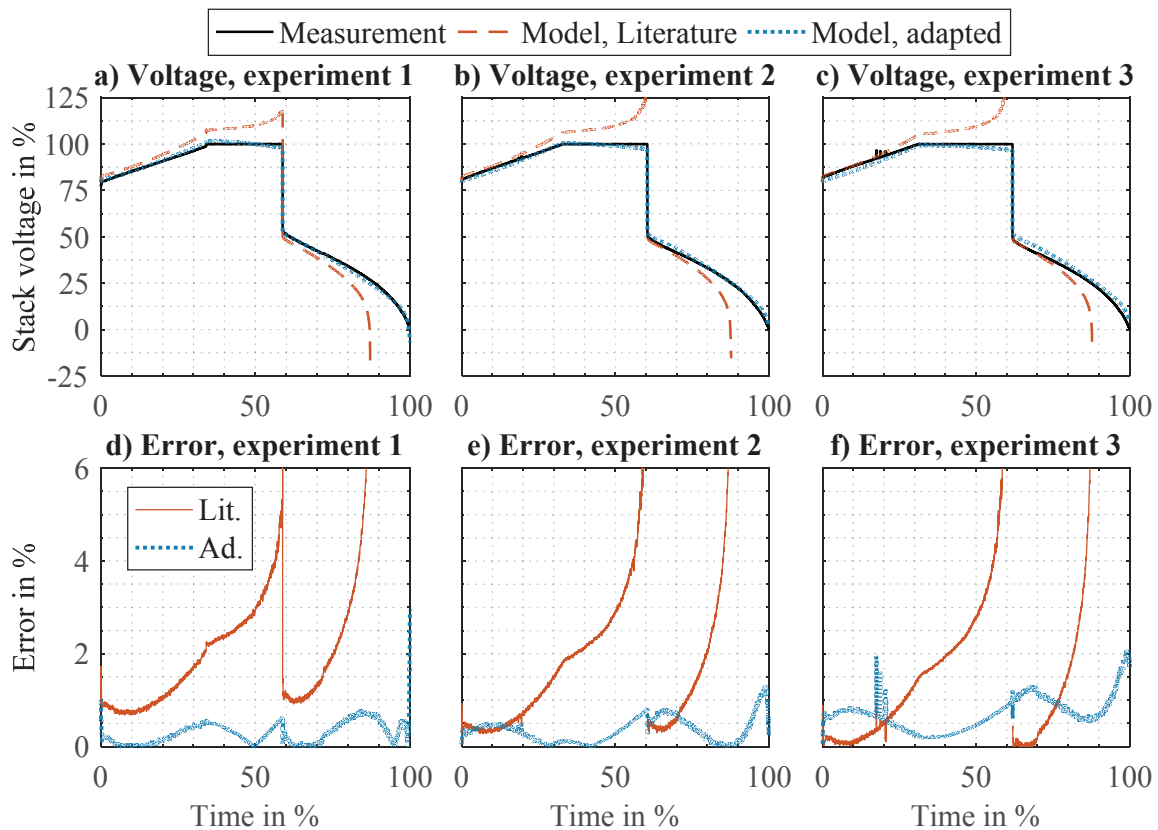 Measurement Model, Literature Model, adapted
a) Voltage, experiment 1 b) Voltage, experiment 2 c) Voltage, experiment 3
Stack voltage in %
125
100
75
50
25
0
-25
0 50 100 0 50 100 0 50 100
d) Error, experiment 1 e) Error, experiment 2 f) Error, experiment 3
Error in %
6
4
2
0
Lit.
Ad.
0 50 100 0 50 100 0 50 100
Time in % Time in % Time in %